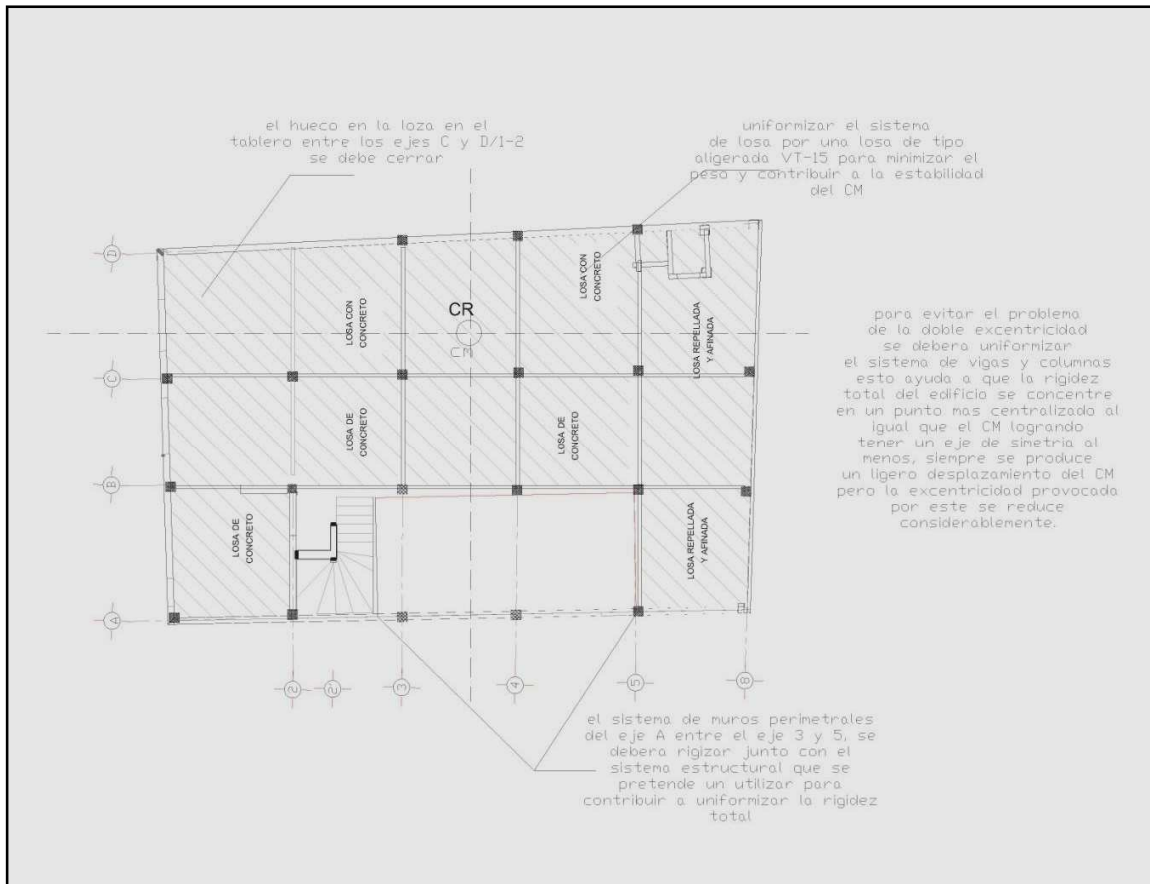 el hueco en la loza en el
tablero entre los ejes C y D/1-2
se debe cerrar
uniformizar el sistema
de losa por una losa de tipo
aligerada VT-15 para minimizar el
peso y contribuir a la estabilidad
del CM
D
LOSA CON
CONCRETO
LOSA CON
CONCRETO
CR
CM
LOSA REPELLADA
Y AFINADA
para evitar el problema
de la doble excentricidad
se debera uniformizar
el sistema de vigas y columnas
esto ayuda a que la rigidez
total del edificio se concentre
en un punto mas centralizado al
igual que el CM logrando
tener un eje de simetria al
menos, siempre se produce
un ligero desplazamiento del CM
pero la excentricidad provocada
por este se reduce
considerablemente.
C
LOSA DE
CONCRETO
LOSA DE
CONCRETO
B
LOSA DE
CONCRETO
LOSA REPELLADA
Y AFINADA
A
2
2'
3
4
5
8
el sistema de muros perimetrales
del eje A entre el eje 3 y 5, se
debera rigizar junto con el
sistema estructural que se
pretende un utilizar para
contribuir a uniformizar la rigidez
total